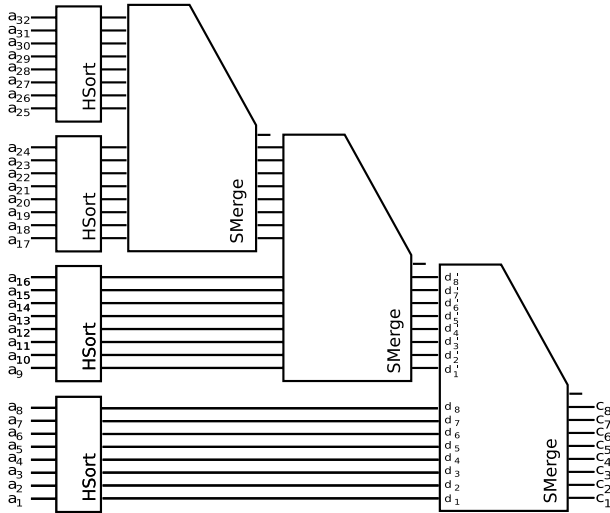 a32
a31
a30
a29
a28
a27
a26
a25
HSort
a24
a23
a22
a21
a20
a19
a18
a17
HSort
SMerge
a16
a15
a14
a13
a12
a11
a10
a9
HSort
SMerge
d'8
d'7
d'6
d'5
d'4
d'3
d'2
d'1
a8
a7
a6
a5
a4
a3
a2
a1
HSort
d8
d7
d6
d5
d4
d3
d2
d1
SMerge
c8
c7
c6
c5
c4
c3
c2
c1